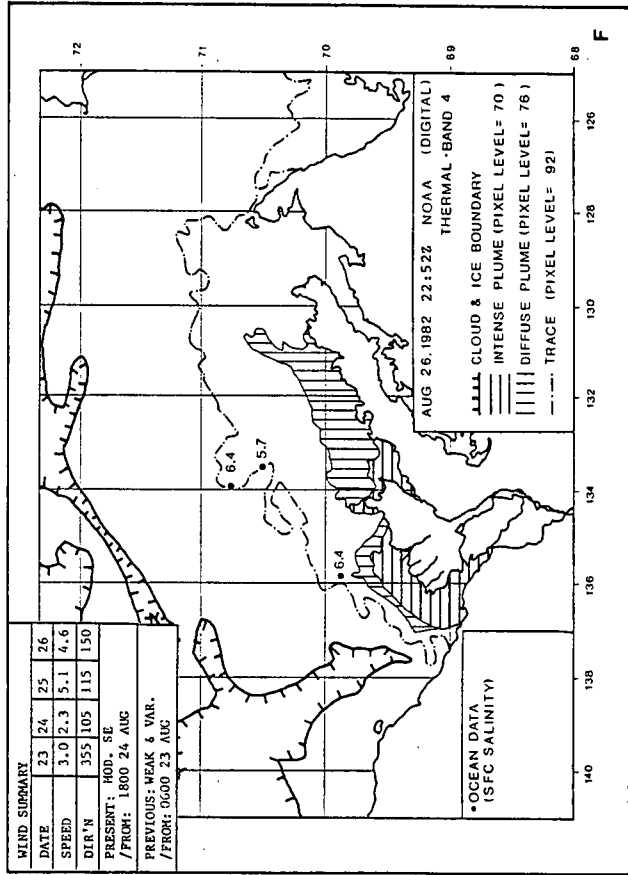 WIND SUMMARY
DATE 23 24 25 26
SPEED 3.0 2.3 5.1 4.6
DIR'N 355 105 115 150
PRESENT: MOD. SE
/FROM: 1800 24 AUG
PREVIOUS: WEAK & VAR.
/FROM: 0600 23 AUG
72
71
70
69
68
6.4
5.7
6.4
•OCEAN DATA
(SFC SALINITY)
AUG 26,1982 22:52Z NOAA (DIGITAL)
THERMAL-BAND 4
CLOUD & ICE BOUNDARY
INTENSE PLUME (PIXEL LEVEL= 70)
DIFFUSE PLUME (PIXEL LEVEL= 76)
TRACE (PIXEL LEVEL= 92)
140 138 136 134 132 130 128 126
F